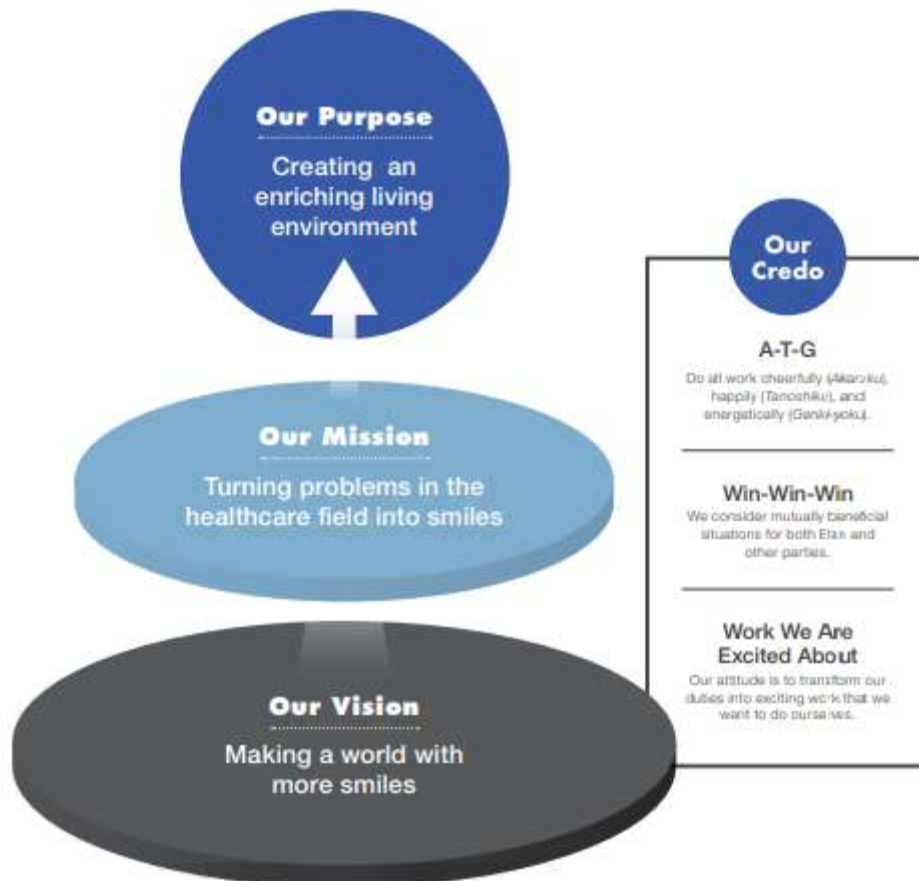 Our Purpose
Creating an
enriching living
environment
Our Mission
Turning problems in the
healthcare field into smiles
Our Vision
Making a world with
more smiles
Our
Credo
A-T-G
Do all work cheerfully (Akaruku),
happily (Tanoshiku), and
energetically (Genki-yoku).
Win-Win-Win
We consider mutually beneficial
situations for both Elan and
other parties.
Work We Are
Excited About
Our attitude is to transform our
duties into exciting work that we
want to do ourselves.